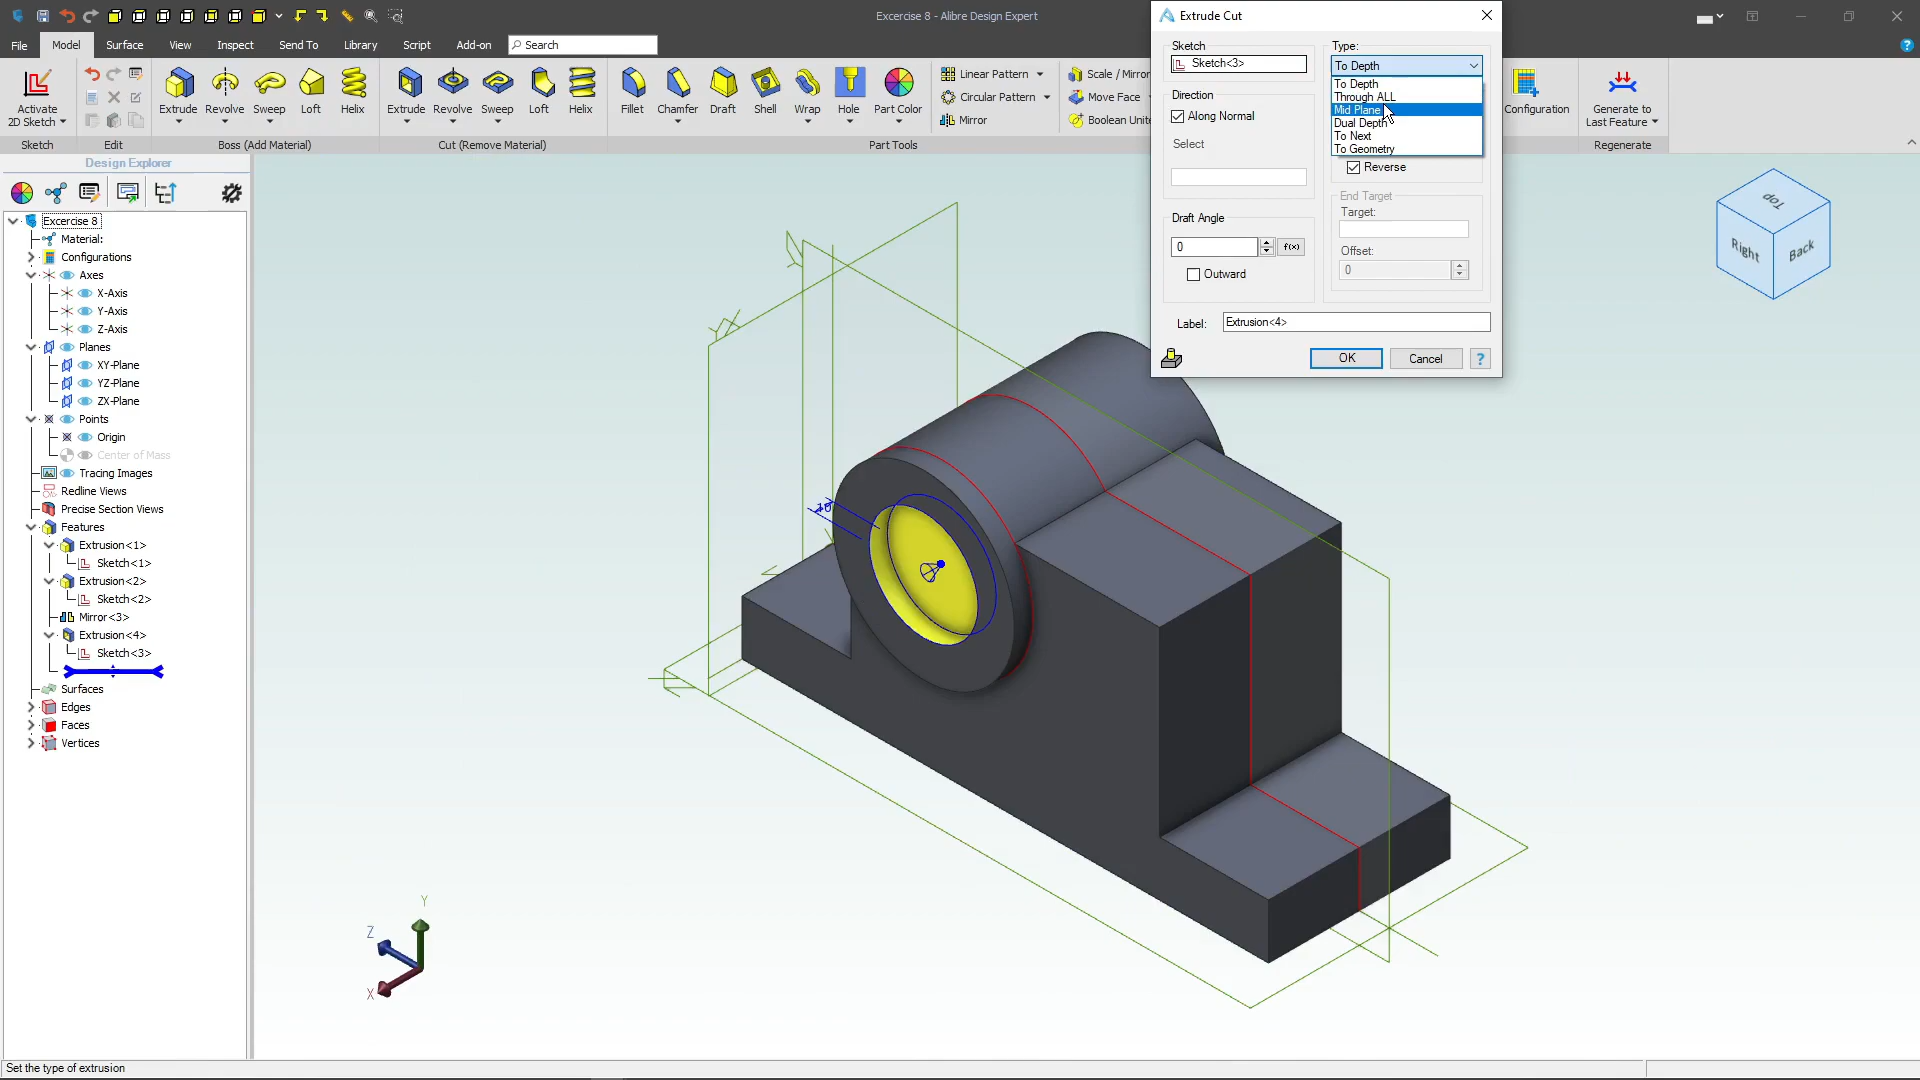 Excercise 8 - Alibre Design Expert
File Model Surface View Inspect Send To Library Script Add-on Search
Activate
2D Sketch
Extrude Revolve Sweep Loft Helix
Extrude Revolve Sweep Loft Helix
Fillet Chamfer Draft Shell Wrap Hole Part Color
Linear Pattern
Circular Pattern
Mirror
Scale / Mirror
Move Face
Boolean Unite
Configuration
Generate to
Last Feature
Sketch Edit Boss (Add Material) Cut (Remove Material) Part Tools Regenerate
Design Explorer
Excercise 8
Material:
Configurations
Axes
X-Axis
Y-Axis
Z-Axis
Planes
XY-Plane
YZ-Plane
ZX-Plane
Points
Origin
Center of Mass
Tracing Images
Redline Views
Precise Section Views
Features
Extrusion<1>
Sketch<1>
Extrusion<2>
Sketch<2>
Mirror<3>
Extrusion<4>
Sketch<3>
Surfaces
Edges
Faces
Vertices
Extrude Cut
Sketch
Sketch<3>
Direction
Along Normal
Select
Draft Angle
0
f(x)
Outward
Type:
To Depth
To Depth
Through ALL
Mid Plane
Dual Depth
To Next
To Geometry
Reverse
End Target
Target:
Offset:
0
Label: Extrusion<4>
OK Cancel ?
Top
Right
Back
10
Y
Z
X
Set the type of extrusion